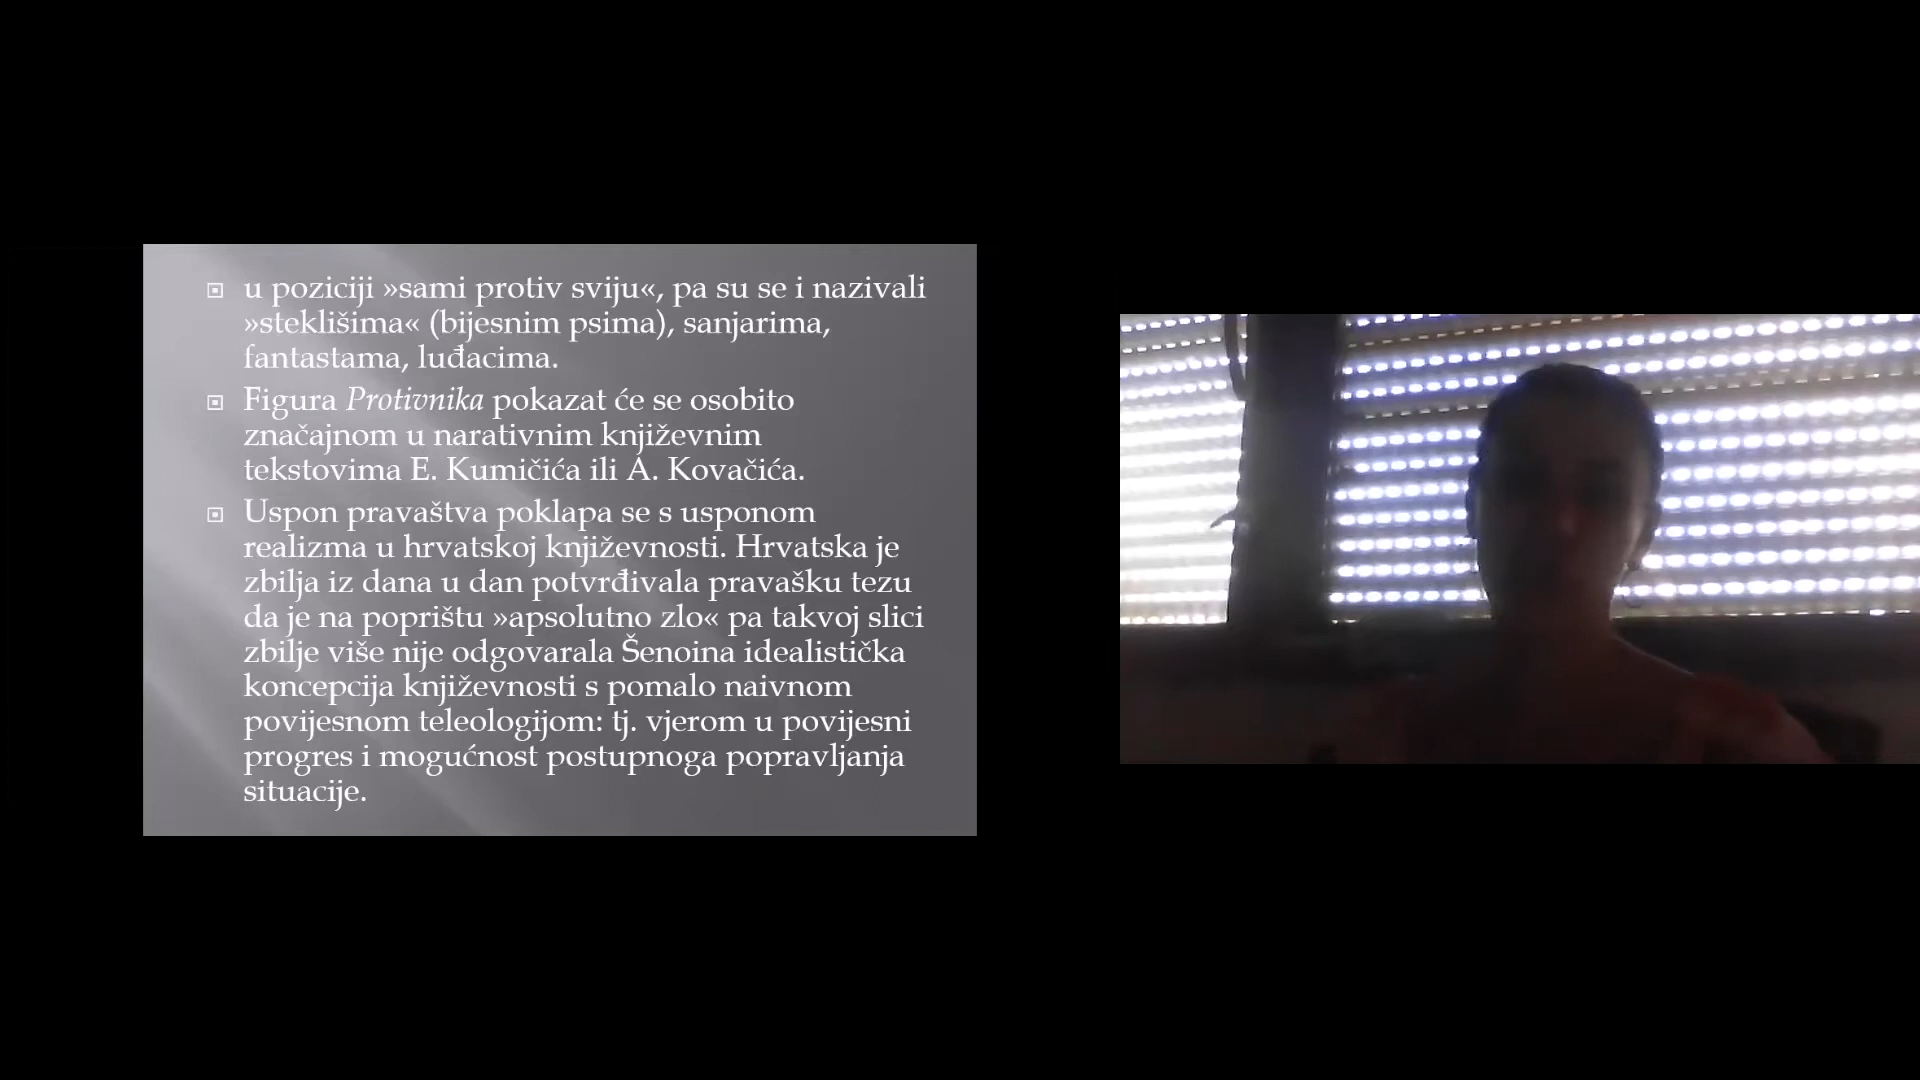 u poziciji »sami protiv sviju«, pa su se i nazivali
»steklišima« (bijesnim psima), sanjarima,
fantastama, luđacima.
Figura Protivnika pokazat će se osobito
značajnom u narativnim književnim
tekstovima E. Kumičića ili A. Kovačića.
Uspon pravaštva poklapa se s usponom
realizma u hrvatskoj književnosti. Hrvatska je
zbilja iz dana u dan potvrđivala pravašku tezu
da je na poprištu »apsolutno zlo« pa takvoj slici
zbilje više nije odgovarala Šenoina idealistička
koncepcija književnosti s pomalo naivnom
povijesnom teleologijom: tj. vjerom u povijesni
progres i mogućnost postupnoga popravljanja
situacije.